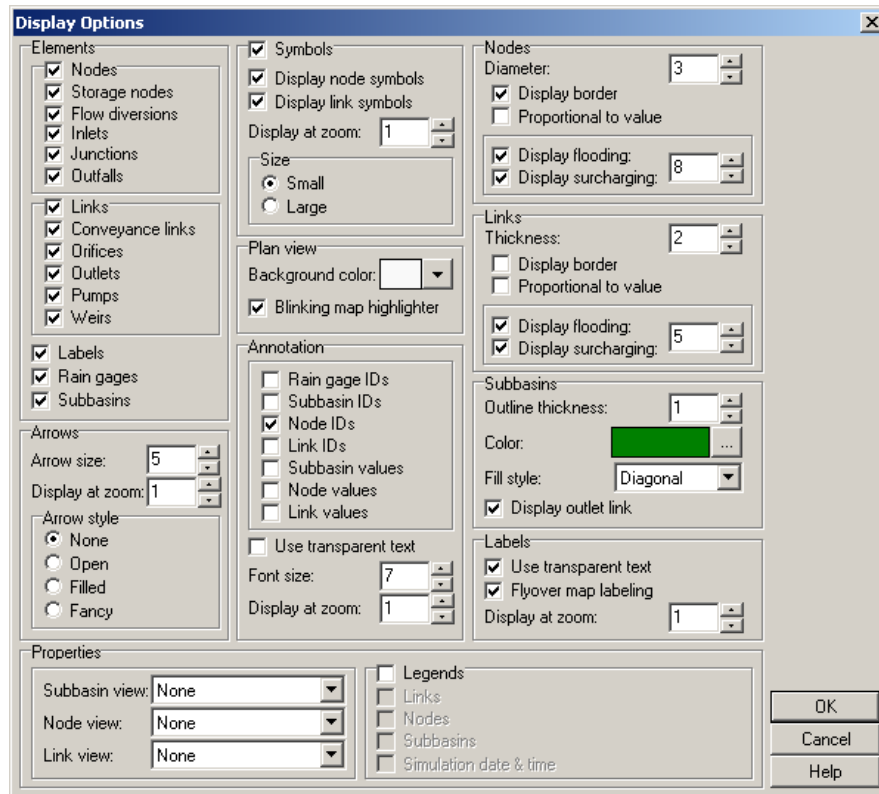 Display Options
Elements
Nodes
Storage nodes
Flow diversions
Inlets
Junctions
Outfalls
Links
Conveyance links
Orifices
Outlets
Pumps
Weirs
Labels
Rain gages
Subbasins
Arrows
Arrow size: 5
Display at zoom: 1
Arrow style
None
Open
Filled
Fancy
Symbols
Display node symbols
Display link symbols
Display at zoom: 1
Size
Small
Large
Plan view
Background color:
Blinking map highlighter
Annotation
Rain gage IDs
Subbasin IDs
Node IDs
Link IDs
Subbasin values
Node values
Link values
Use transparent text
Font size: 7
Display at zoom: 1
Nodes
Diameter: 3
Display border
Proportional to value
Display flooding:
Display surcharging: 8
Links
Thickness: 2
Display border
Proportional to value
Display flooding:
Display surcharging: 5
Subbasins
Outline thickness: 1
Color: ...
Fill style: Diagonal
Display outlet link
Labels
Use transparent text
Flyover map labeling
Display at zoom: 1
Properties
Subbasin view: None
Node view: None
Link view: None
Legends
Links
Nodes
Subbasins
Simulation date & time
OK
Cancel
Help